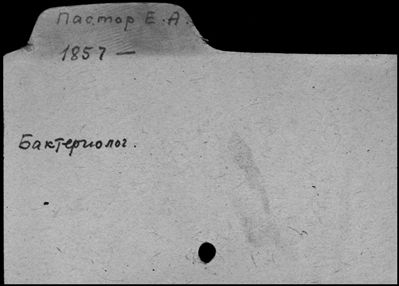 Пастор Е. А.
1857 —
Бактериолог.